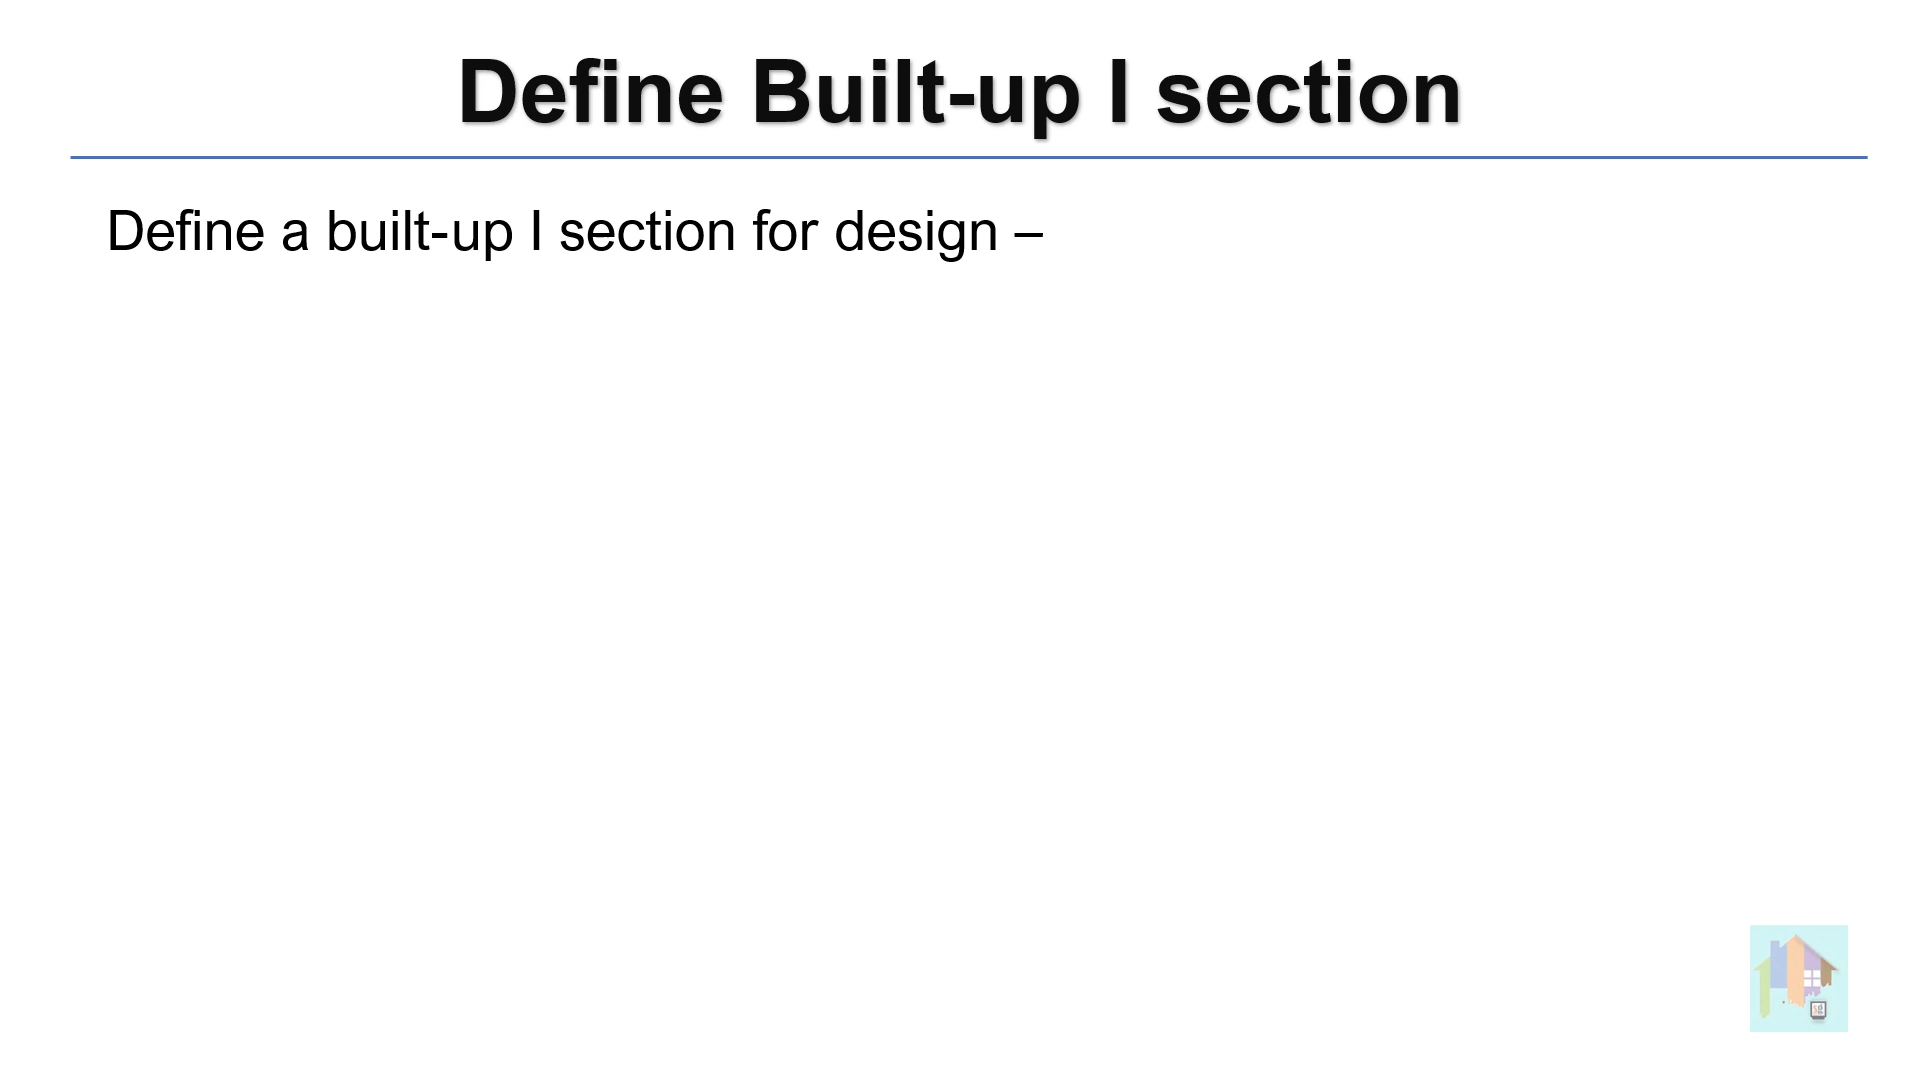 Define Built-up I section
Define a built-up I section for design –